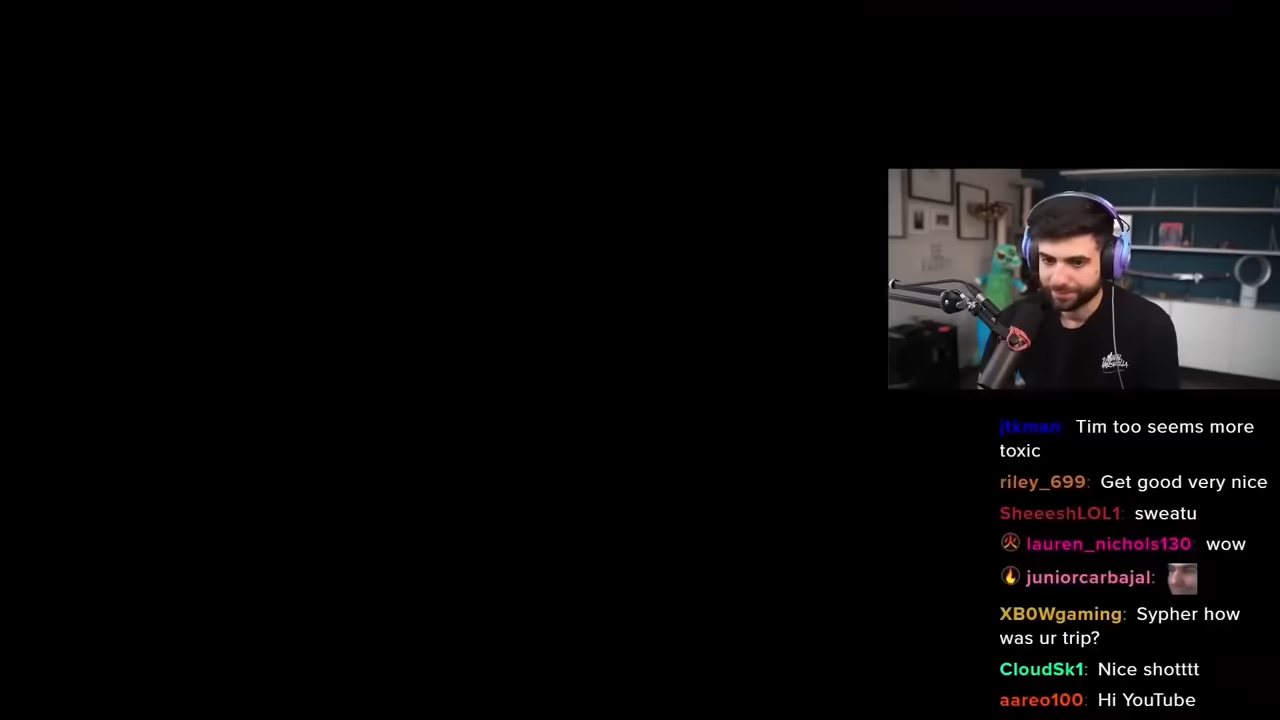 jtkman: Tim too seems more
toxic
riley_699: Get good very nice
SheeeshLOL1: sweatu
火 lauren_nichols130: wow
juniorcarbajal:
XB0Wgaming: Sypher how
was ur trip?
CloudSk1: Nice shotttt
aareo100: Hi YouTube